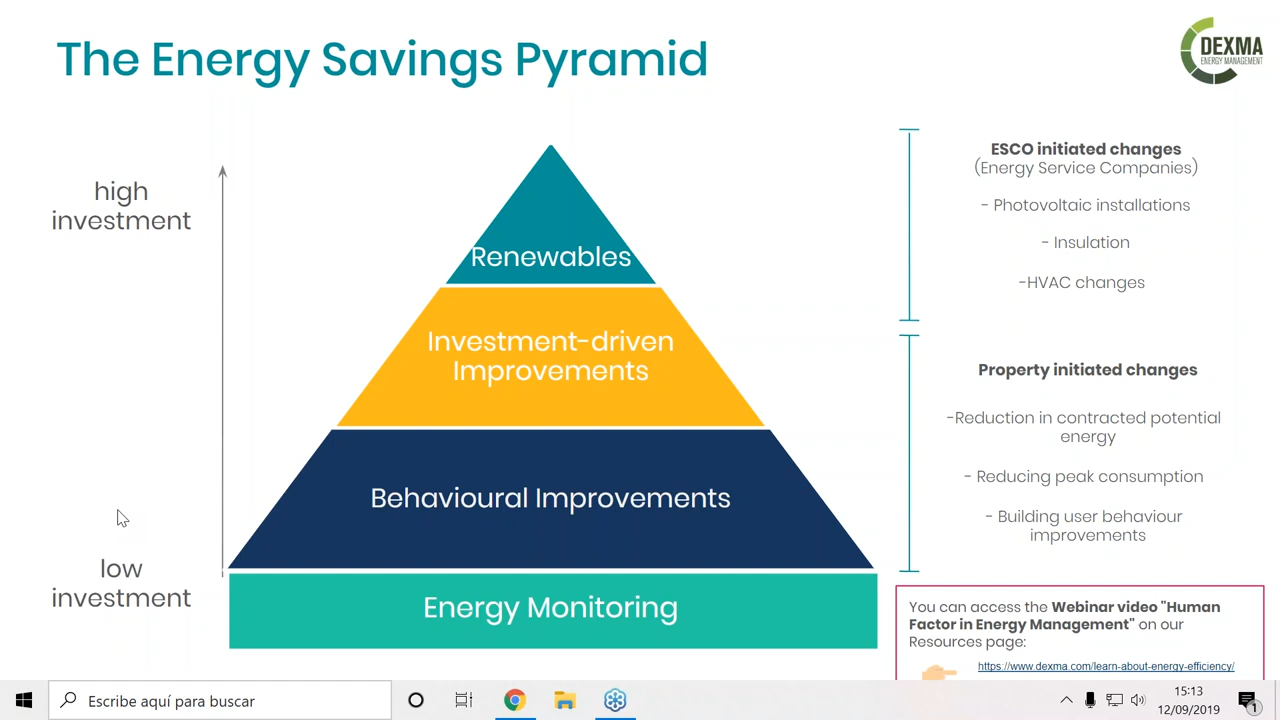 The Energy Savings Pyramid
DEXMA
ENERGY MANAGEMENT
high
investment
low
investment
Renewables
Investment-driven
Improvements
Behavioural Improvements
Energy Monitoring
ESCO initiated changes
(Energy Service Companies)
- Photovoltaic installations
- Insulation
-HVAC changes
Property initiated changes
-Reduction in contracted potential
energy
- Reducing peak consumption
- Building user behaviour
improvements
You can access the Webinar video "Human
Factor in Energy Management" on our
Resources page:
https://www.dexma.com/learn-about-energy-efficiency/
Escribe aquí para buscar
15:13
12/09/2019
1